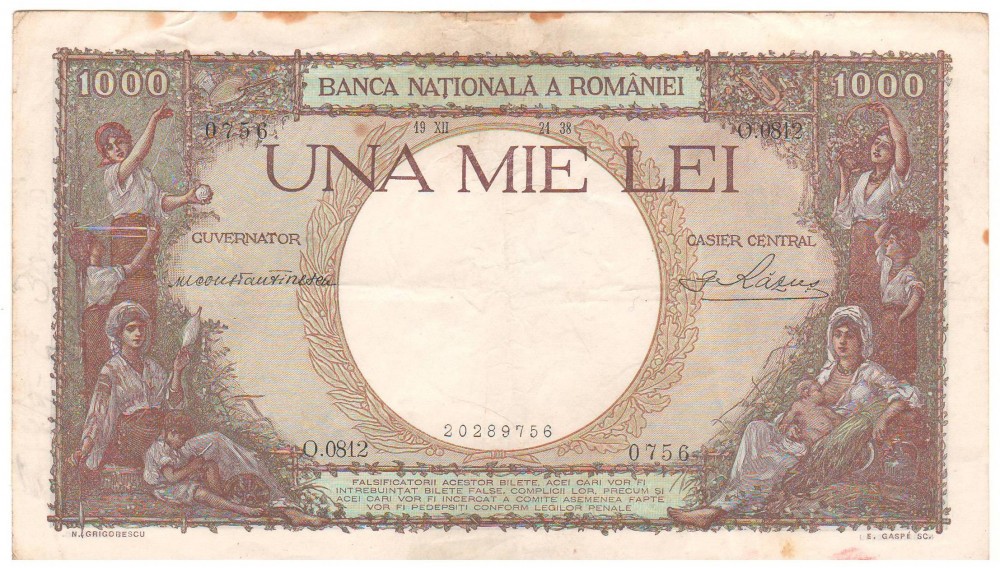 1000 BANCA NAȚIONALĂ A ROMÂNIEI 1000
0756 19 XII 21 38 O.0812
UNA MIE LEI
GUVERNATOR CASIER CENTRAL
M Constantinescu
20289756
O.0812 0756
FALSIFICATORII ACESTOR BILETE, ACEI CARI VOR FI
INTREBUINȚAT BILETE FALSE, COMPLICII LOR, PRECUM ȘI
ACEI CARI VOR FI INCERCAT A COMITE ASEMENEA FAPTE
VOR FI PEDEPSIȚI CONFORM LEGILOR PENALE
N. GRIGORESCU E. GASPÉ SC.